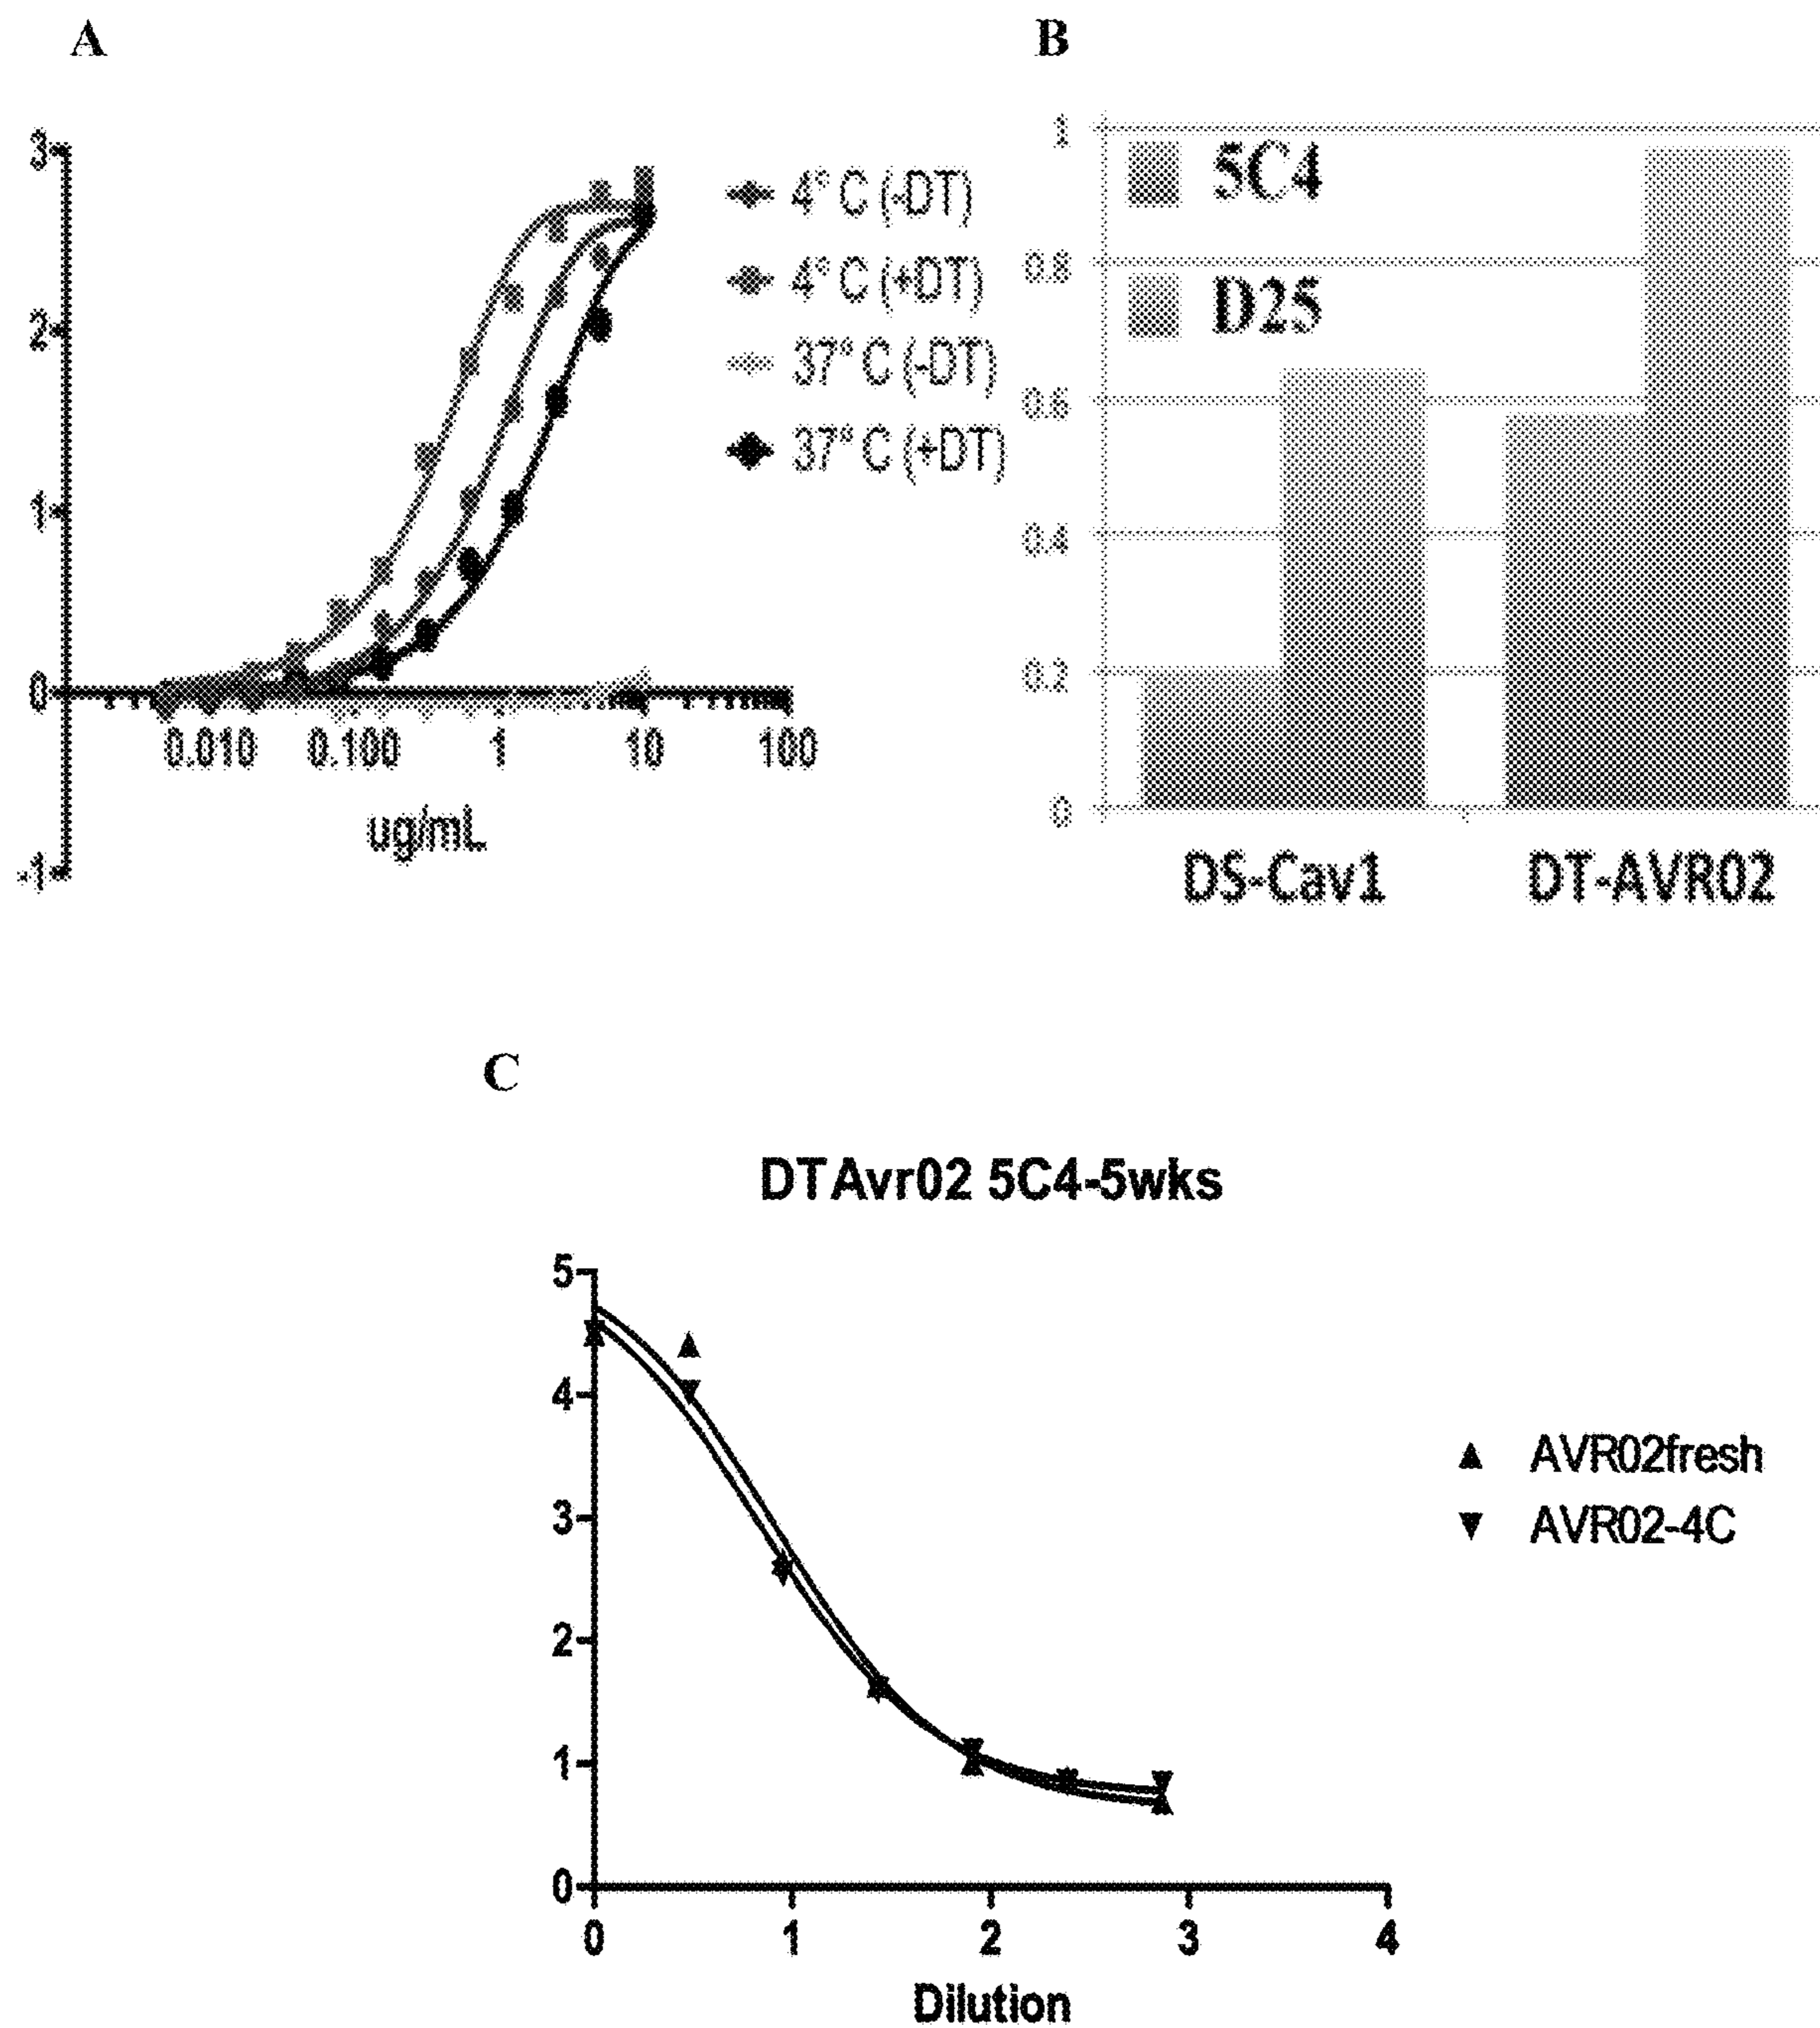 A
3
2
1
0
-1
0.010 0.100 1 10 100
ug/mL
4° C (-DT)
4° C (+DT)
37° C (-DT)
37° C (+DT)
B
1
0.8
0.6
0.4
0.2
0
5C4
D25
DS-Cav1 DT-AVR02
C
DTAvr02 5C4-5wks
5
4
3
2
1
0
0 1 2 3 4
Dilution
AVR02fresh
AVR02-4C